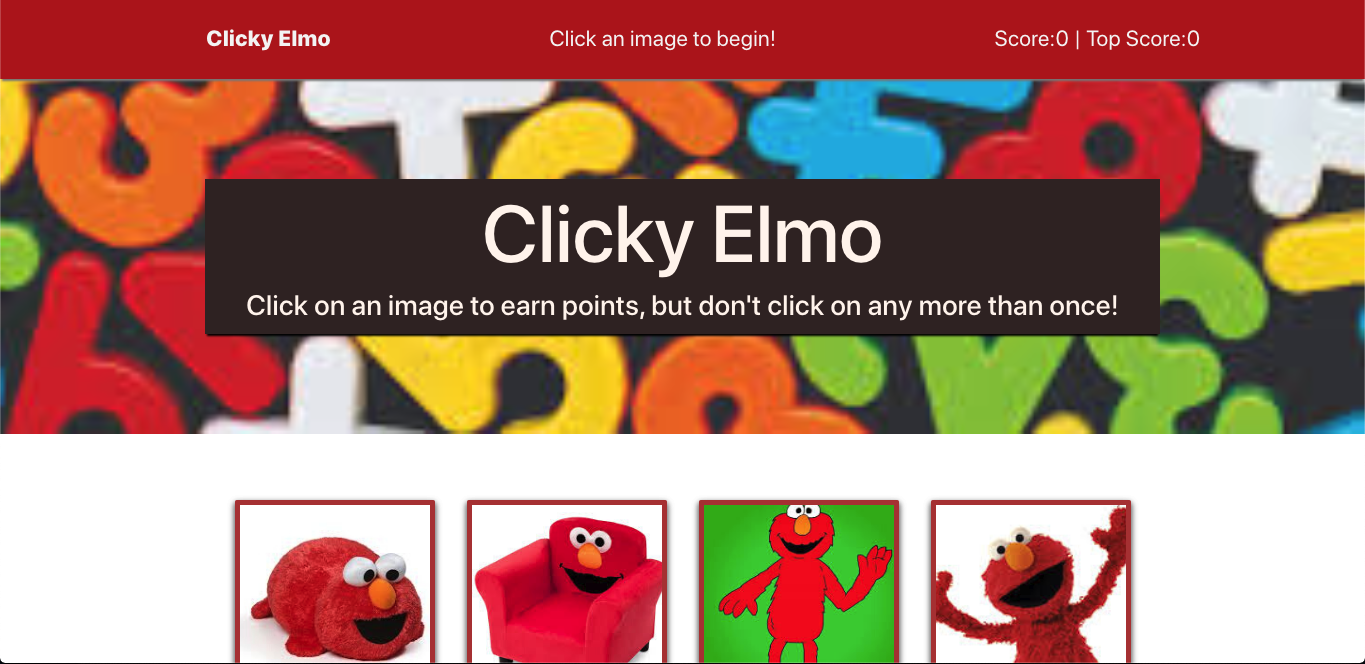 Clicky Elmo
Click an image to begin!
Score:0 | Top Score:0
Clicky Elmo
Click on an image to earn points, but don't click on any more than once!